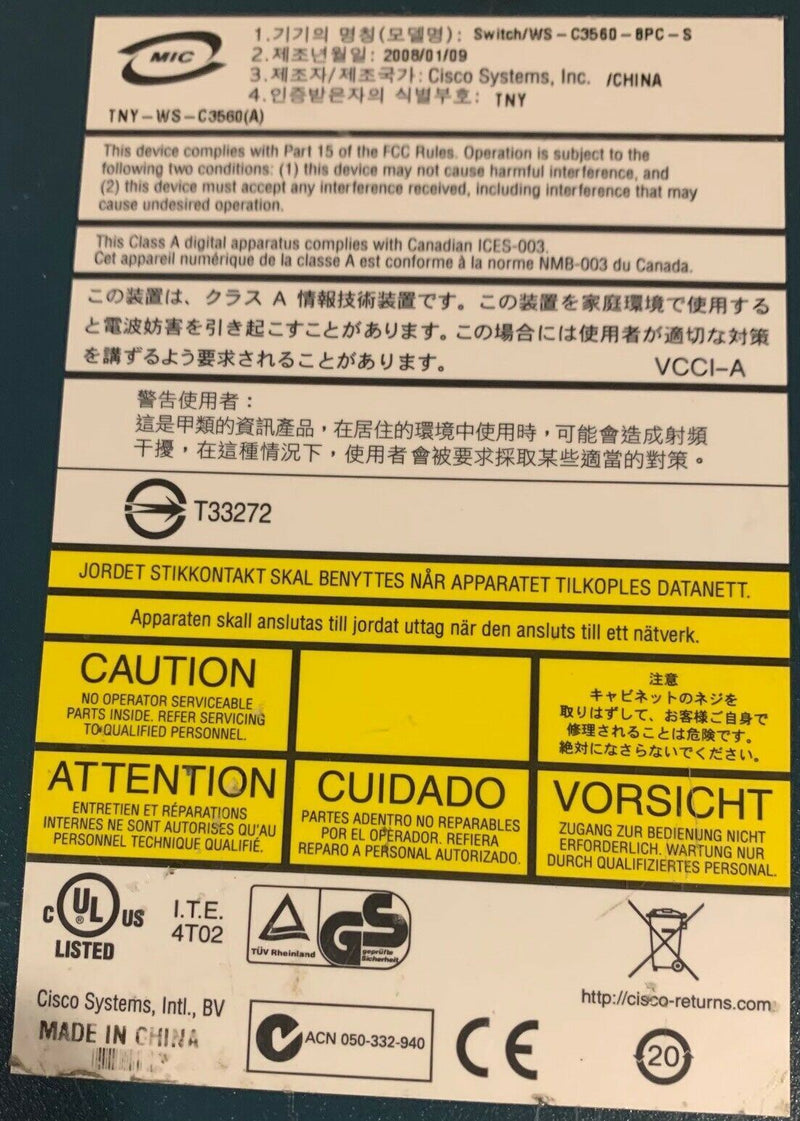 MIC
1.기기의 명칭(모델명): Switch/WS-C3560-8PC-S
2.제조년월일: 2008/01/09
3.제조자/제조국가: Cisco Systems, Inc. /CHINA
4.인증받은자의 식별부호: TNY
TNY-WS-C3560(A)
This device complies with Part 15 of the FCC Rules. Operation is subject to the
following two conditions: (1) this device may not cause harmful interference, and
(2) this device must accept any interference received, including interference that may
cause undesired operation.
This Class A digital apparatus complies with Canadian ICES-003.
Cet appareil numérique de la classe A est conforme à la norme NMB-003 du Canada.
この装置は、クラス A 情報技術装置です。この装置を家庭環境で使用する
と電波妨害を引き起こすことがあります。この場合には使用者が適切な対策
を講ずるよう要求されることがあります。
VCCI-A
警告使用者：
這是甲類的資訊產品，在居住的環境中使用時，可能會造成射頻
干擾，在這種情況下，使用者會被要求採取某些適當的對策。
T33272
JORDET STIKKONTAKT SKAL BENYTTES NÅR APPARATET TILKOPLES DATANETT.
Apparaten skall anslutas till jordat uttag när den ansluts till ett nätverk.
CAUTION
NO OPERATOR SERVICEABLE
PARTS INSIDE. REFER SERVICING
TO QUALIFIED PERSONNEL.
注意
キャビネットのネジを
取りはずして、お客様ご自身で
修理されることは危険です。
絶対になさらないでください。
ATTENTION
ENTRETIEN ET RÉPARATIONS
INTERNES NE SONT AUTORISES QU'AU
PERSONNEL TECHNIQUE QUALIFIÉ.
CUIDADO
PARTES ADENTRO NO REPARABLES
POR EL OPERADOR. REFIERA
REPARO A PERSONAL AUTORIZADO.
VORSICHT
ZUGANG ZUR BEDIENUNG NICHT
ERFORDERLICH. WARTUNG NUR
DURCH QUALIFIZIERTES PERSONAL.
C UL ® US
LISTED
I.T.E.
4T02
TÜV Rheinland
GS
geprüfte
Sicherheit
http://cisco-returns.com
Cisco Systems, Intl., BV
MADE IN CHINA
ACN 050-332-940
CE
20